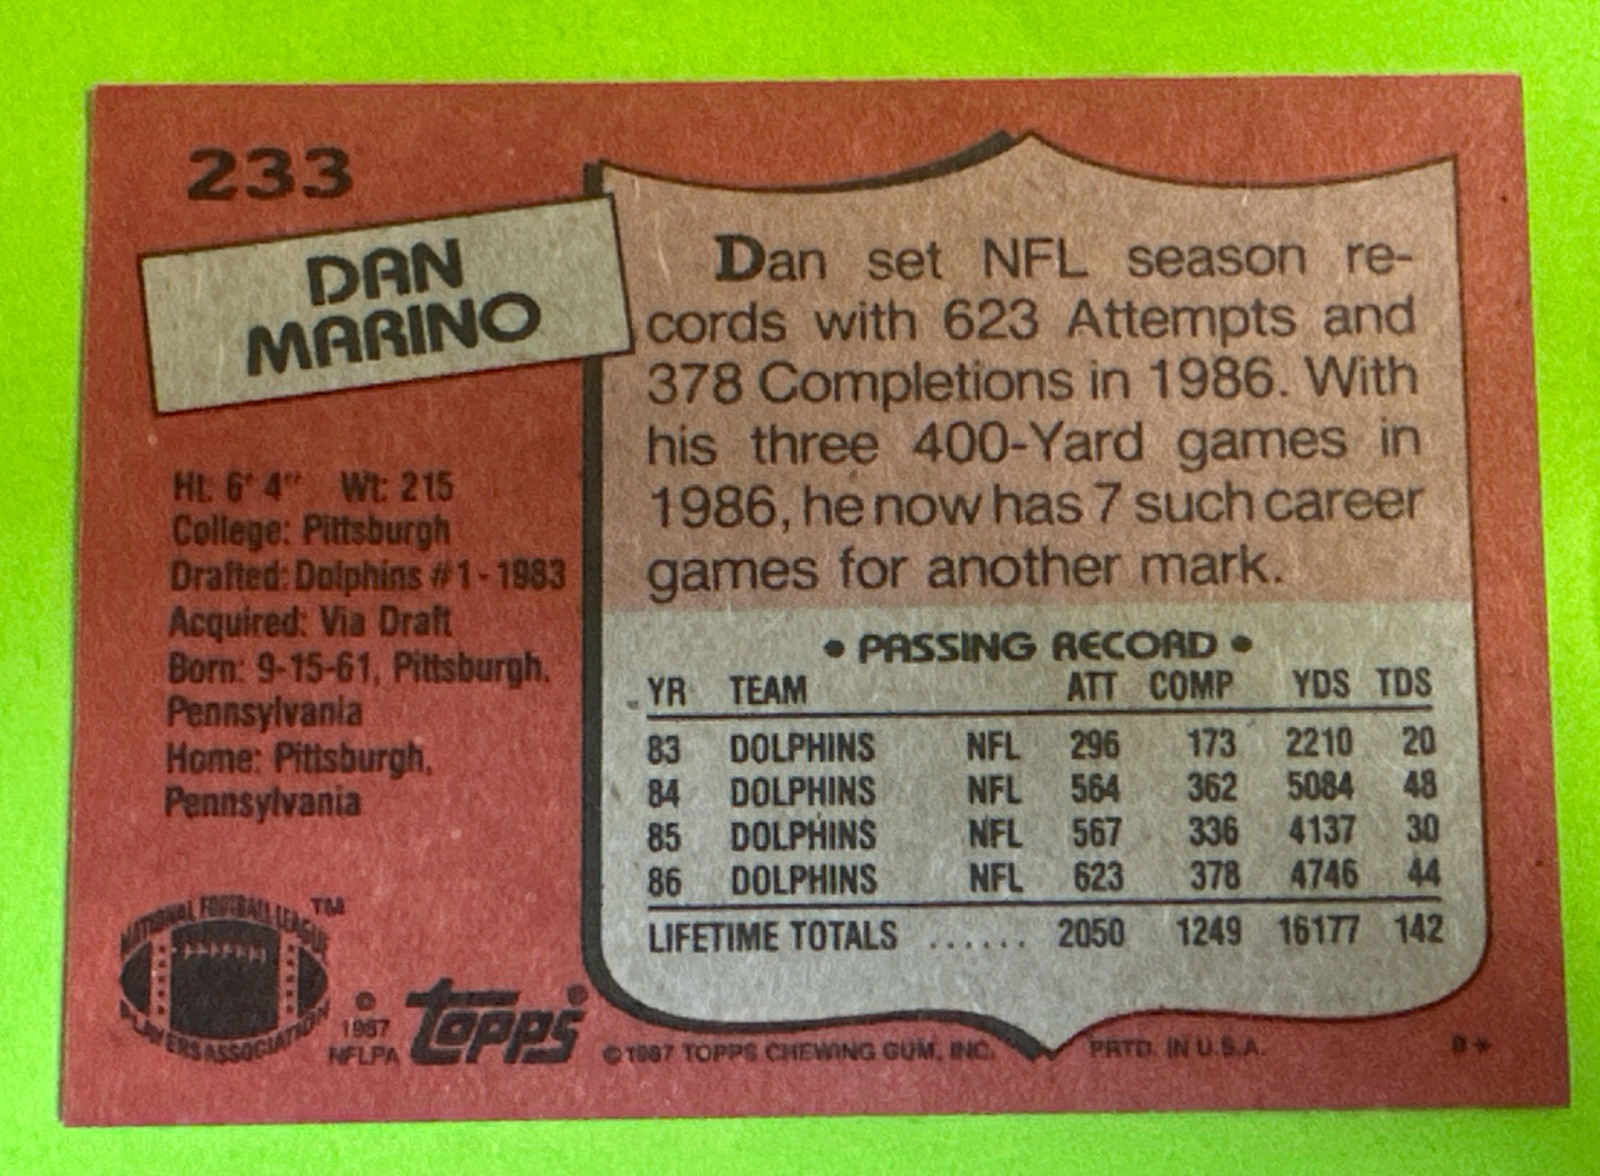 233
DAN
MARINO
Ht: 6' 4" Wt: 215
College: Pittsburgh
Drafted: Dolphins #1 - 1983
Acquired: Via Draft
Born: 9-15-61, Pittsburgh,
Pennsylvania
Home: Pittsburgh,
Pennsylvania
Dan set NFL season re-
cords with 623 Attempts and
378 Completions in 1986. With
his three 400-Yard games in
1986, he now has 7 such career
games for another mark.
• PASSING RECORD •
YR TEAM ATT COMP YDS TDS
83 DOLPHINS NFL 296 173 2210 20
84 DOLPHINS NFL 564 362 5084 48
85 DOLPHINS NFL 567 336 4137 30
86 DOLPHINS NFL 623 378 4746 44
LIFETIME TOTALS ...... 2050 1249 16177 142
NATIONAL FOOTBALL LEAGUE ™
PLAYERS ASSOCIATION
©
1987
NFLPA
topps®
©1987 TOPPS CHEWING GUM, INC. PRTD. IN U.S.A.